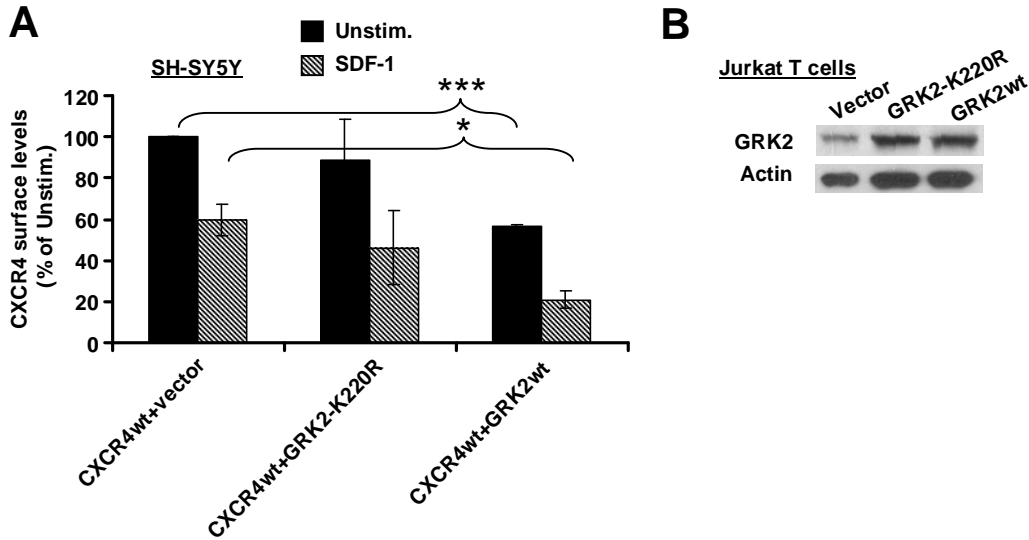 A
Unstim.
SDF-1
SH-SY5Y
***
*
CXCR4 surface levels
(% of Unstim.)
120
100
80
60
40
20
0
CXCR4wt+vector
CXCR4wt+GRK2-K220R
CXCR4wt+GRK2wt
B
Jurkat T cells
Vector
GRK2-K220R
GRK2wt
GRK2
Actin